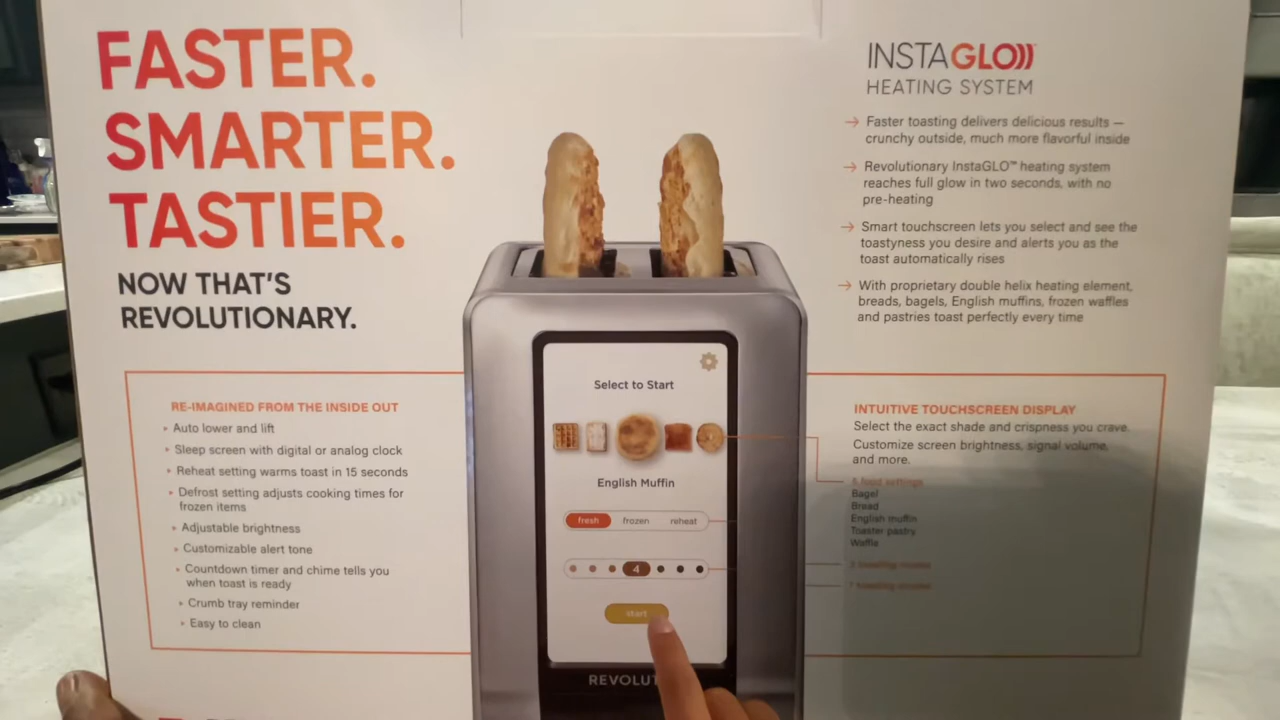 FASTER.
SMARTER.
TASTIER.
NOW THAT'S
REVOLUTIONARY.
INSTAGLO
HEATING SYSTEM
→ Faster toasting delivers delicious results —
crunchy outside, much more flavorful inside
→ Revolutionary InstaGLO™ heating system
reaches full glow in two seconds, with no
pre-heating
→ Smart touchscreen lets you select and see the
toastyness you desire and alerts you as the
toast automatically rises
→ With proprietary double helix heating element,
breads, bagels, English muffins, frozen waffles
and pastries toast perfectly every time
RE-IMAGINED FROM THE INSIDE OUT
Auto lower and lift
Sleep screen with digital or analog clock
Reheat setting warms toast in 15 seconds
Defrost setting adjusts cooking times for
frozen items
Adjustable brightness
Customizable alert tone
Countdown timer and chime tells you
when toast is ready
Crumb tray reminder
Easy to clean
Select to Start
English Muffin
fresh frozen reheat
4
start
REVOLUT
INTUITIVE TOUCHSCREEN DISPLAY
Select the exact shade and crispness you crave.
Customize screen brightness, signal volume,
and more.
5 food settings
Bagel
Bread
English muffin
Toaster pastry
Waffle
3 toasting modes